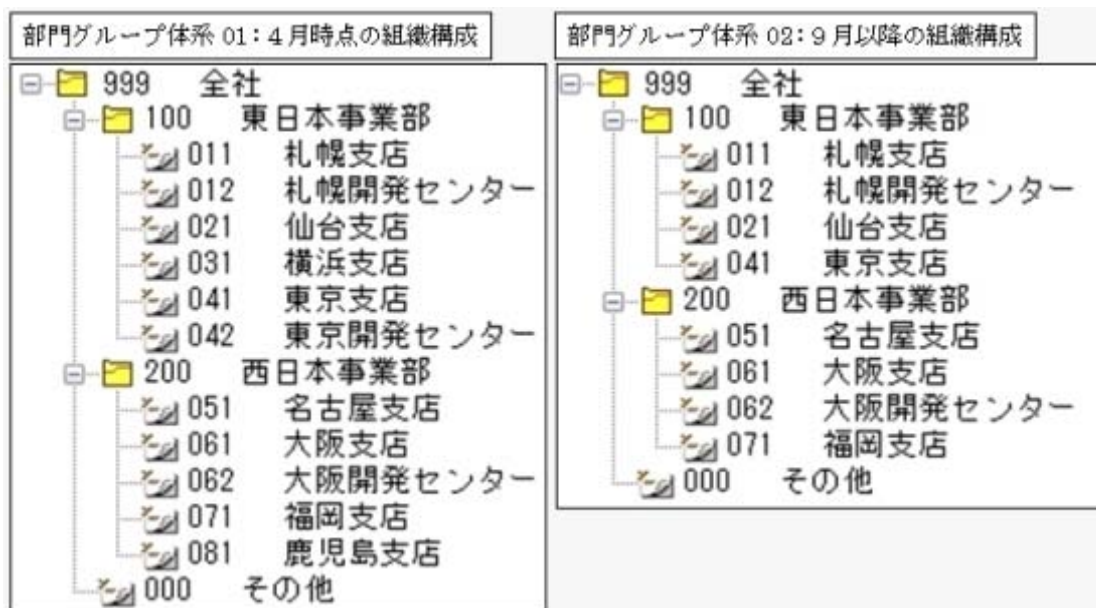 部門グループ体系 01：４月時点の組織構成
999 全社
100 東日本事業部
011 札幌支店
012 札幌開発センター
021 仙台支店
031 横浜支店
041 東京支店
042 東京開発センター
200 西日本事業部
051 名古屋支店
061 大阪支店
062 大阪開発センター
071 福岡支店
081 鹿児島支店
000 その他
部門グループ体系 02：９月以降の組織構成
999 全社
100 東日本事業部
011 札幌支店
012 札幌開発センター
021 仙台支店
041 東京支店
200 西日本事業部
051 名古屋支店
061 大阪支店
062 大阪開発センター
071 福岡支店
000 その他